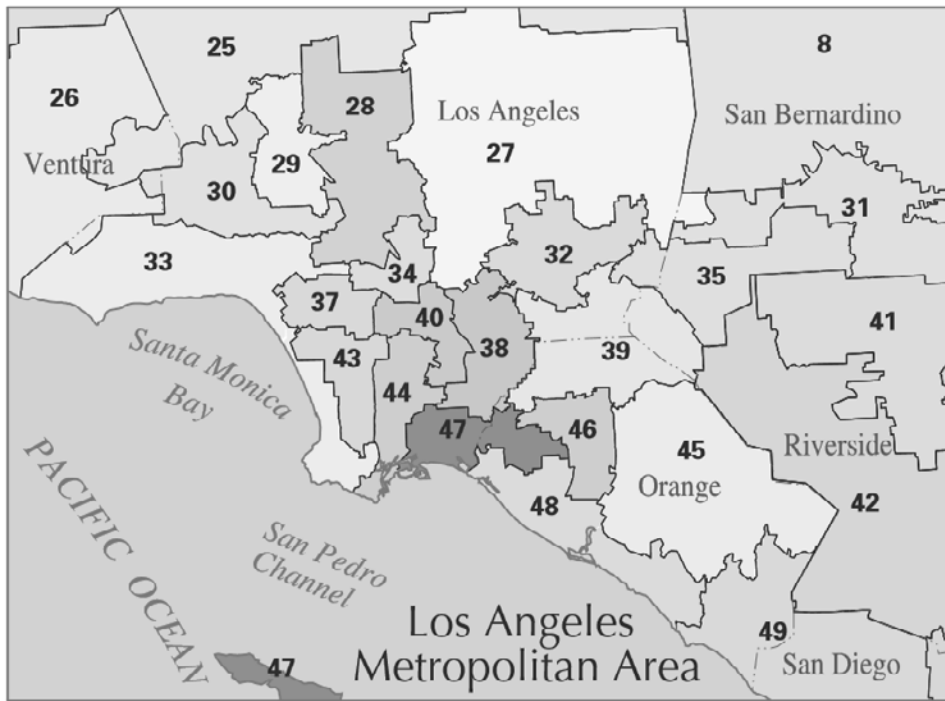 25
8
26
28
Los Angeles
San Bernardino
27
Ventura
29
30
31
33
34
32
35
37
40
41
Santa Monica
Bay
43
38
39
44
47
46
45
Riverside
PACIFIC OCEAN
Orange
48
42
San Pedro
Channel
Los Angeles
Metropolitan Area
49
San Diego
47